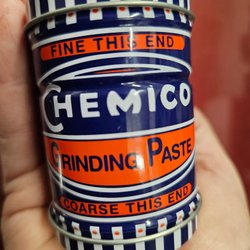 FINE THIS END
CHEMICO
GRINDING PASTE
COARSE THIS END